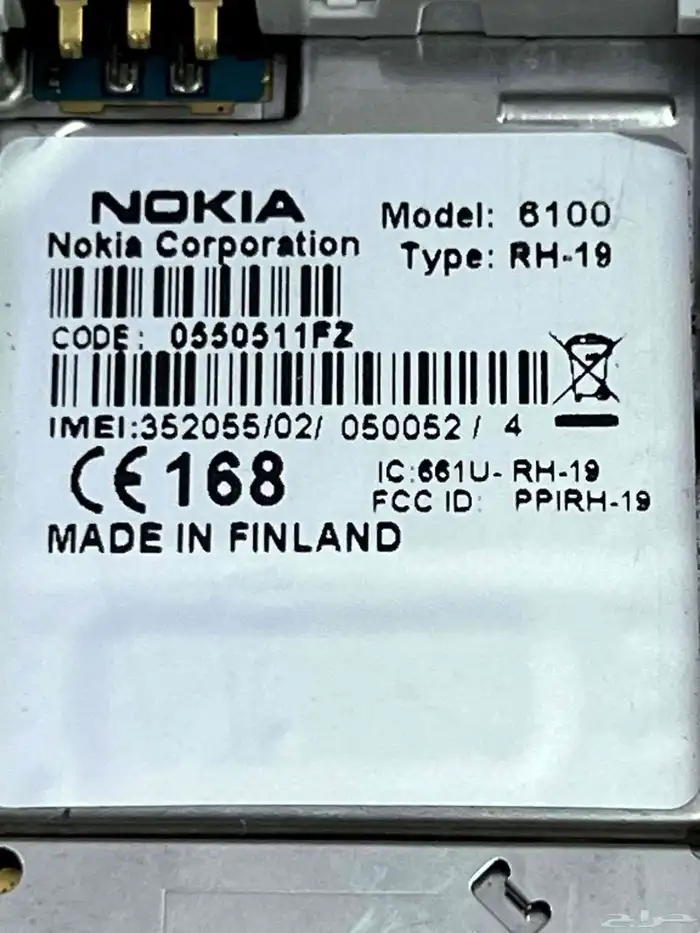 NOKIA
Nokia Corporation
Model: 6100
Type: RH-19
CODE: 0550511FZ
IMEI:352055/02/ 050052 / 4
CE168
IC:661U- RH-19
FCC ID: PPIRH-19
MADE IN FINLAND
حراج